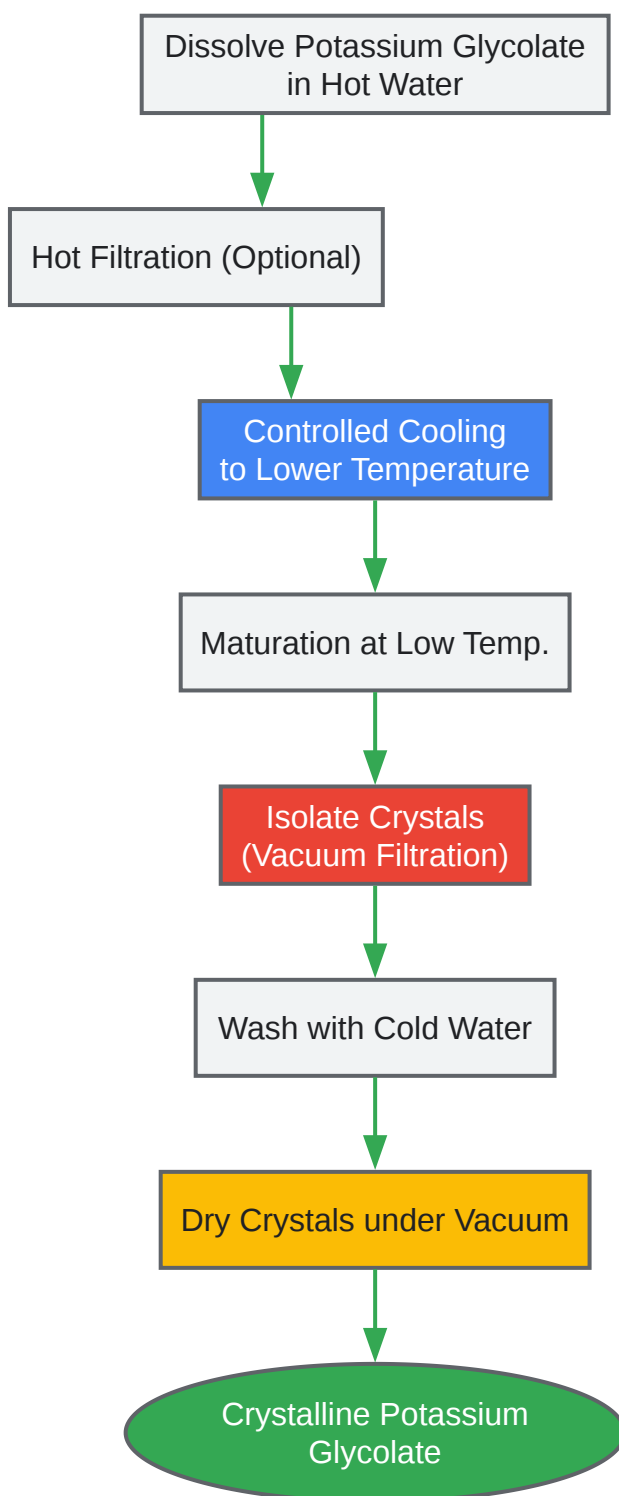 Dissolve Potassium Glycolate
in Hot Water
Hot Filtration (Optional)
Controlled Cooling
to Lower Temperature
Maturation at Low Temp.
Isolate Crystals
(Vacuum Filtration)
Wash with Cold Water
Dry Crystals under Vacuum
Crystalline Potassium
Glycolate